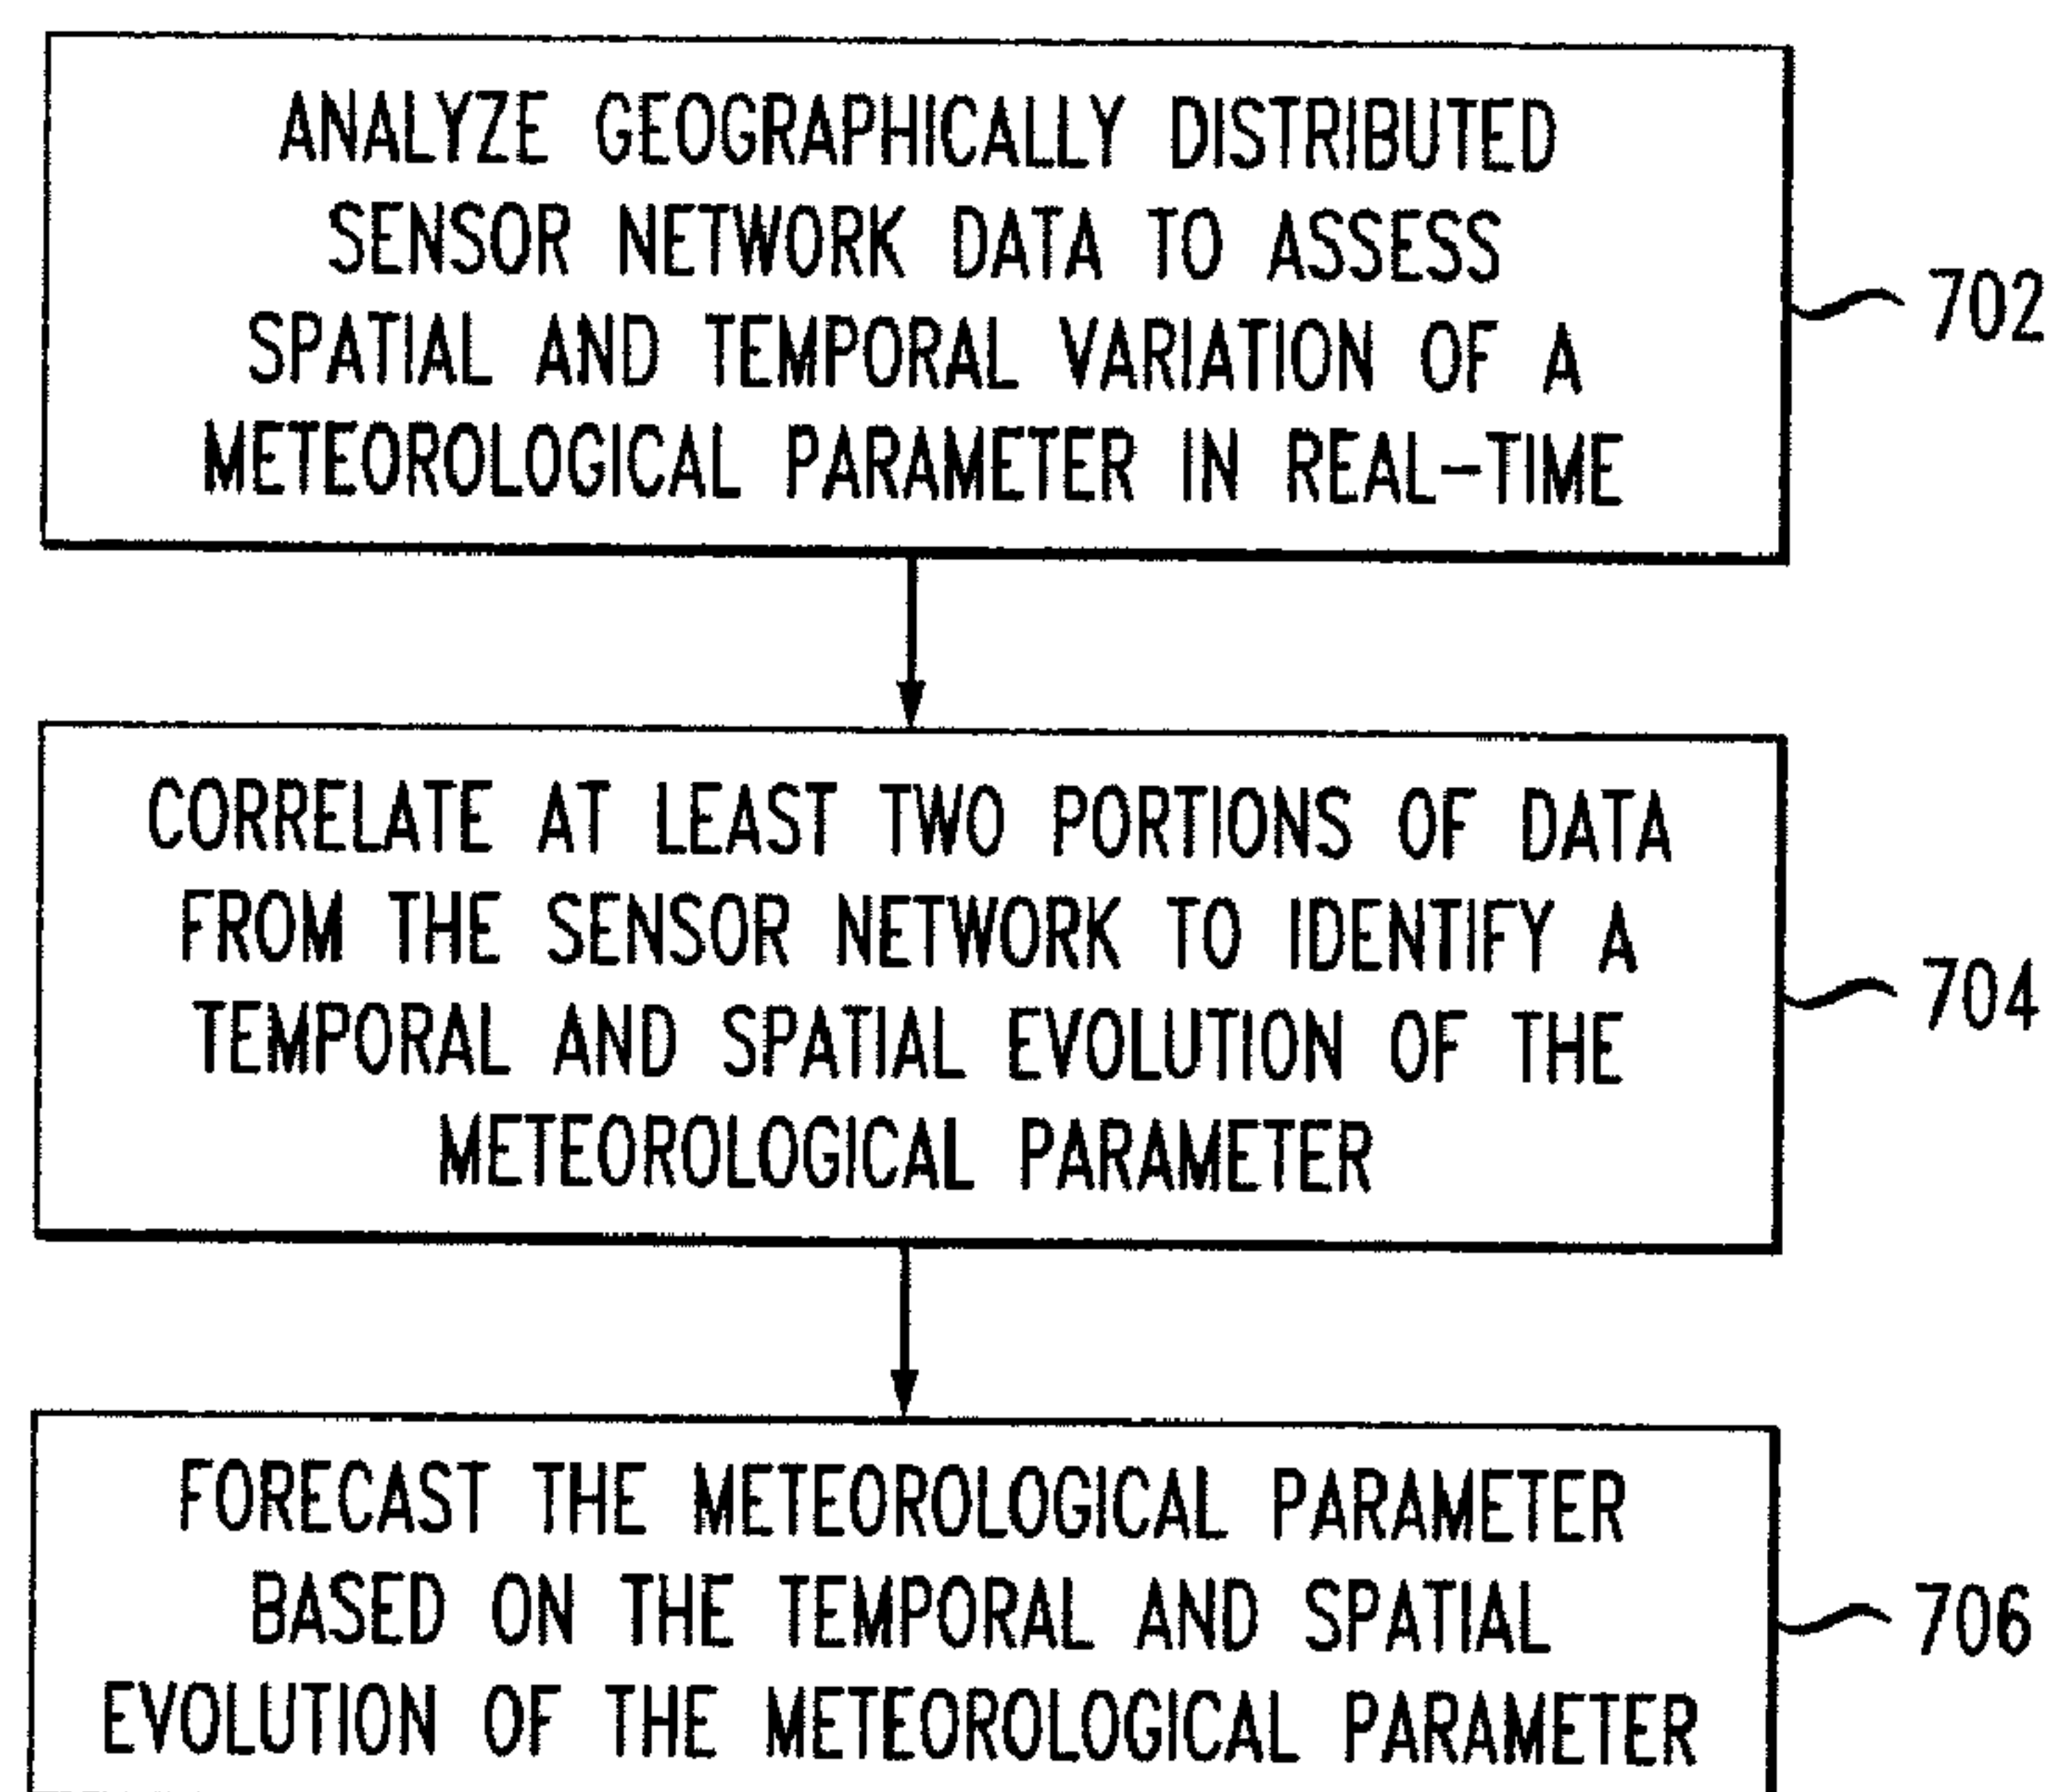 ANALYZE GEOGRAPHICALLY DISTRIBUTED
SENSOR NETWORK DATA TO ASSESS
SPATIAL AND TEMPORAL VARIATION OF A
METEOROLOGICAL PARAMETER IN REAL-TIME
702
CORRELATE AT LEAST TWO PORTIONS OF DATA
FROM THE SENSOR NETWORK TO IDENTIFY A
TEMPORAL AND SPATIAL EVOLUTION OF THE
METEOROLOGICAL PARAMETER
704
FORECAST THE METEOROLOGICAL PARAMETER
BASED ON THE TEMPORAL AND SPATIAL
EVOLUTION OF THE METEOROLOGICAL PARAMETER
706